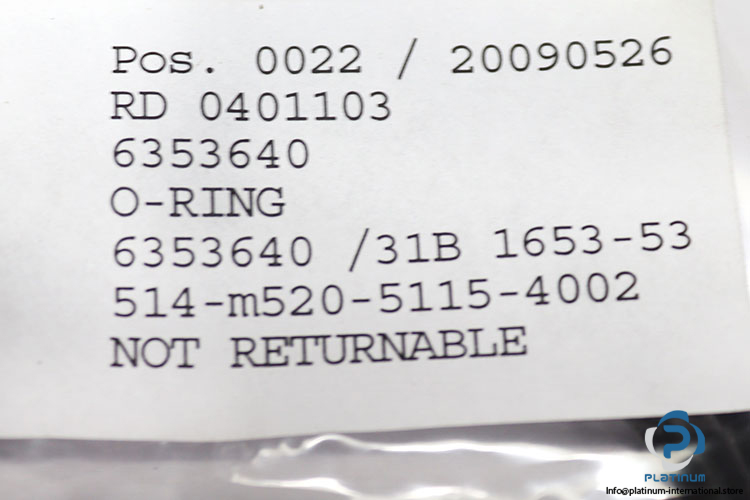 Pos. 0022 / 20090526
RD 0401103
6353640
O-RING
6353640 /31B 1653-53
514-m520-5115-4002
NOT RETURNABLE
PLATINUM
Info@platinum-international.store